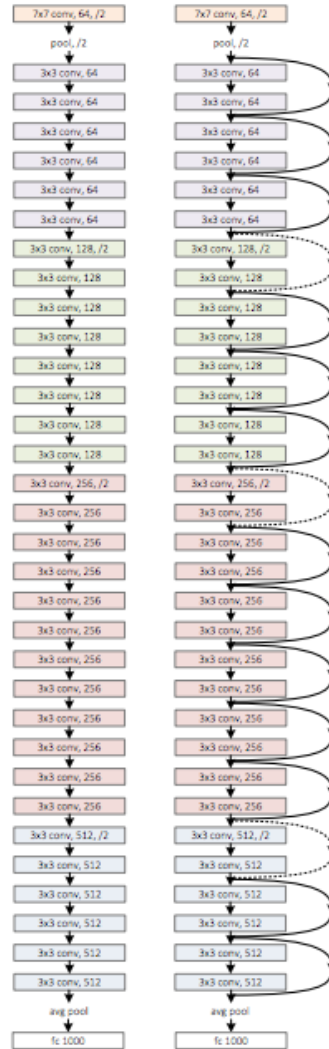 7x7 conv, 64, /2
pool, /2
3x3 conv, 64
3x3 conv, 64
3x3 conv, 64
3x3 conv, 64
3x3 conv, 64
3x3 conv, 64
3x3 conv, 128, /2
3x3 conv, 128
3x3 conv, 128
3x3 conv, 128
3x3 conv, 128
3x3 conv, 128
3x3 conv, 128
3x3 conv, 128
3x3 conv, 256, /2
3x3 conv, 256
3x3 conv, 256
3x3 conv, 256
3x3 conv, 256
3x3 conv, 256
3x3 conv, 256
3x3 conv, 256
3x3 conv, 256
3x3 conv, 256
3x3 conv, 256
3x3 conv, 256
3x3 conv, 512, /2
3x3 conv, 512
3x3 conv, 512
3x3 conv, 512
3x3 conv, 512
3x3 conv, 512
avg pool
fc 1000
7x7 conv, 64, /2
pool, /2
3x3 conv, 64
3x3 conv, 64
3x3 conv, 64
3x3 conv, 64
3x3 conv, 64
3x3 conv, 64
3x3 conv, 128, /2
3x3 conv, 128
3x3 conv, 128
3x3 conv, 128
3x3 conv, 128
3x3 conv, 128
3x3 conv, 128
3x3 conv, 128
3x3 conv, 256, /2
3x3 conv, 256
3x3 conv, 256
3x3 conv, 256
3x3 conv, 256
3x3 conv, 256
3x3 conv, 256
3x3 conv, 256
3x3 conv, 256
3x3 conv, 256
3x3 conv, 256
3x3 conv, 256
3x3 conv, 512, /2
3x3 conv, 512
3x3 conv, 512
3x3 conv, 512
3x3 conv, 512
3x3 conv, 512
avg pool
fc 1000